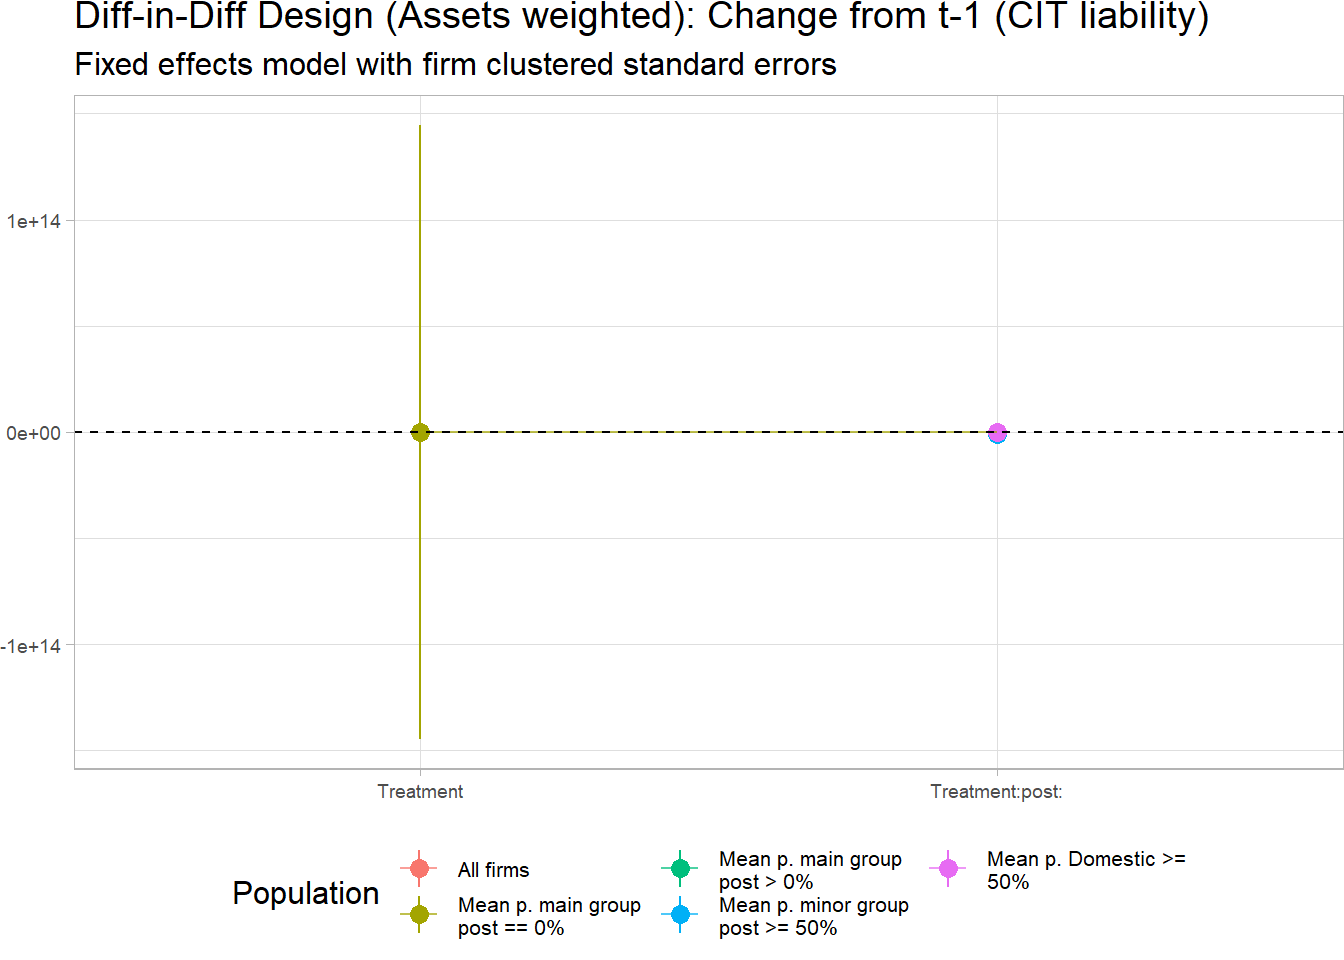 Diff-in-Diff Design (Assets weighted): Change from t-1 (CIT liability)
Fixed effects model with firm clustered standard errors
1e+14
0e+00
-1e+14
Treatment
Treatment:post:
Population
All firms
Mean p. main group
post == 0%
Mean p. main group
post > 0%
Mean p. minor group
post >= 50%
Mean p. Domestic >=
50%